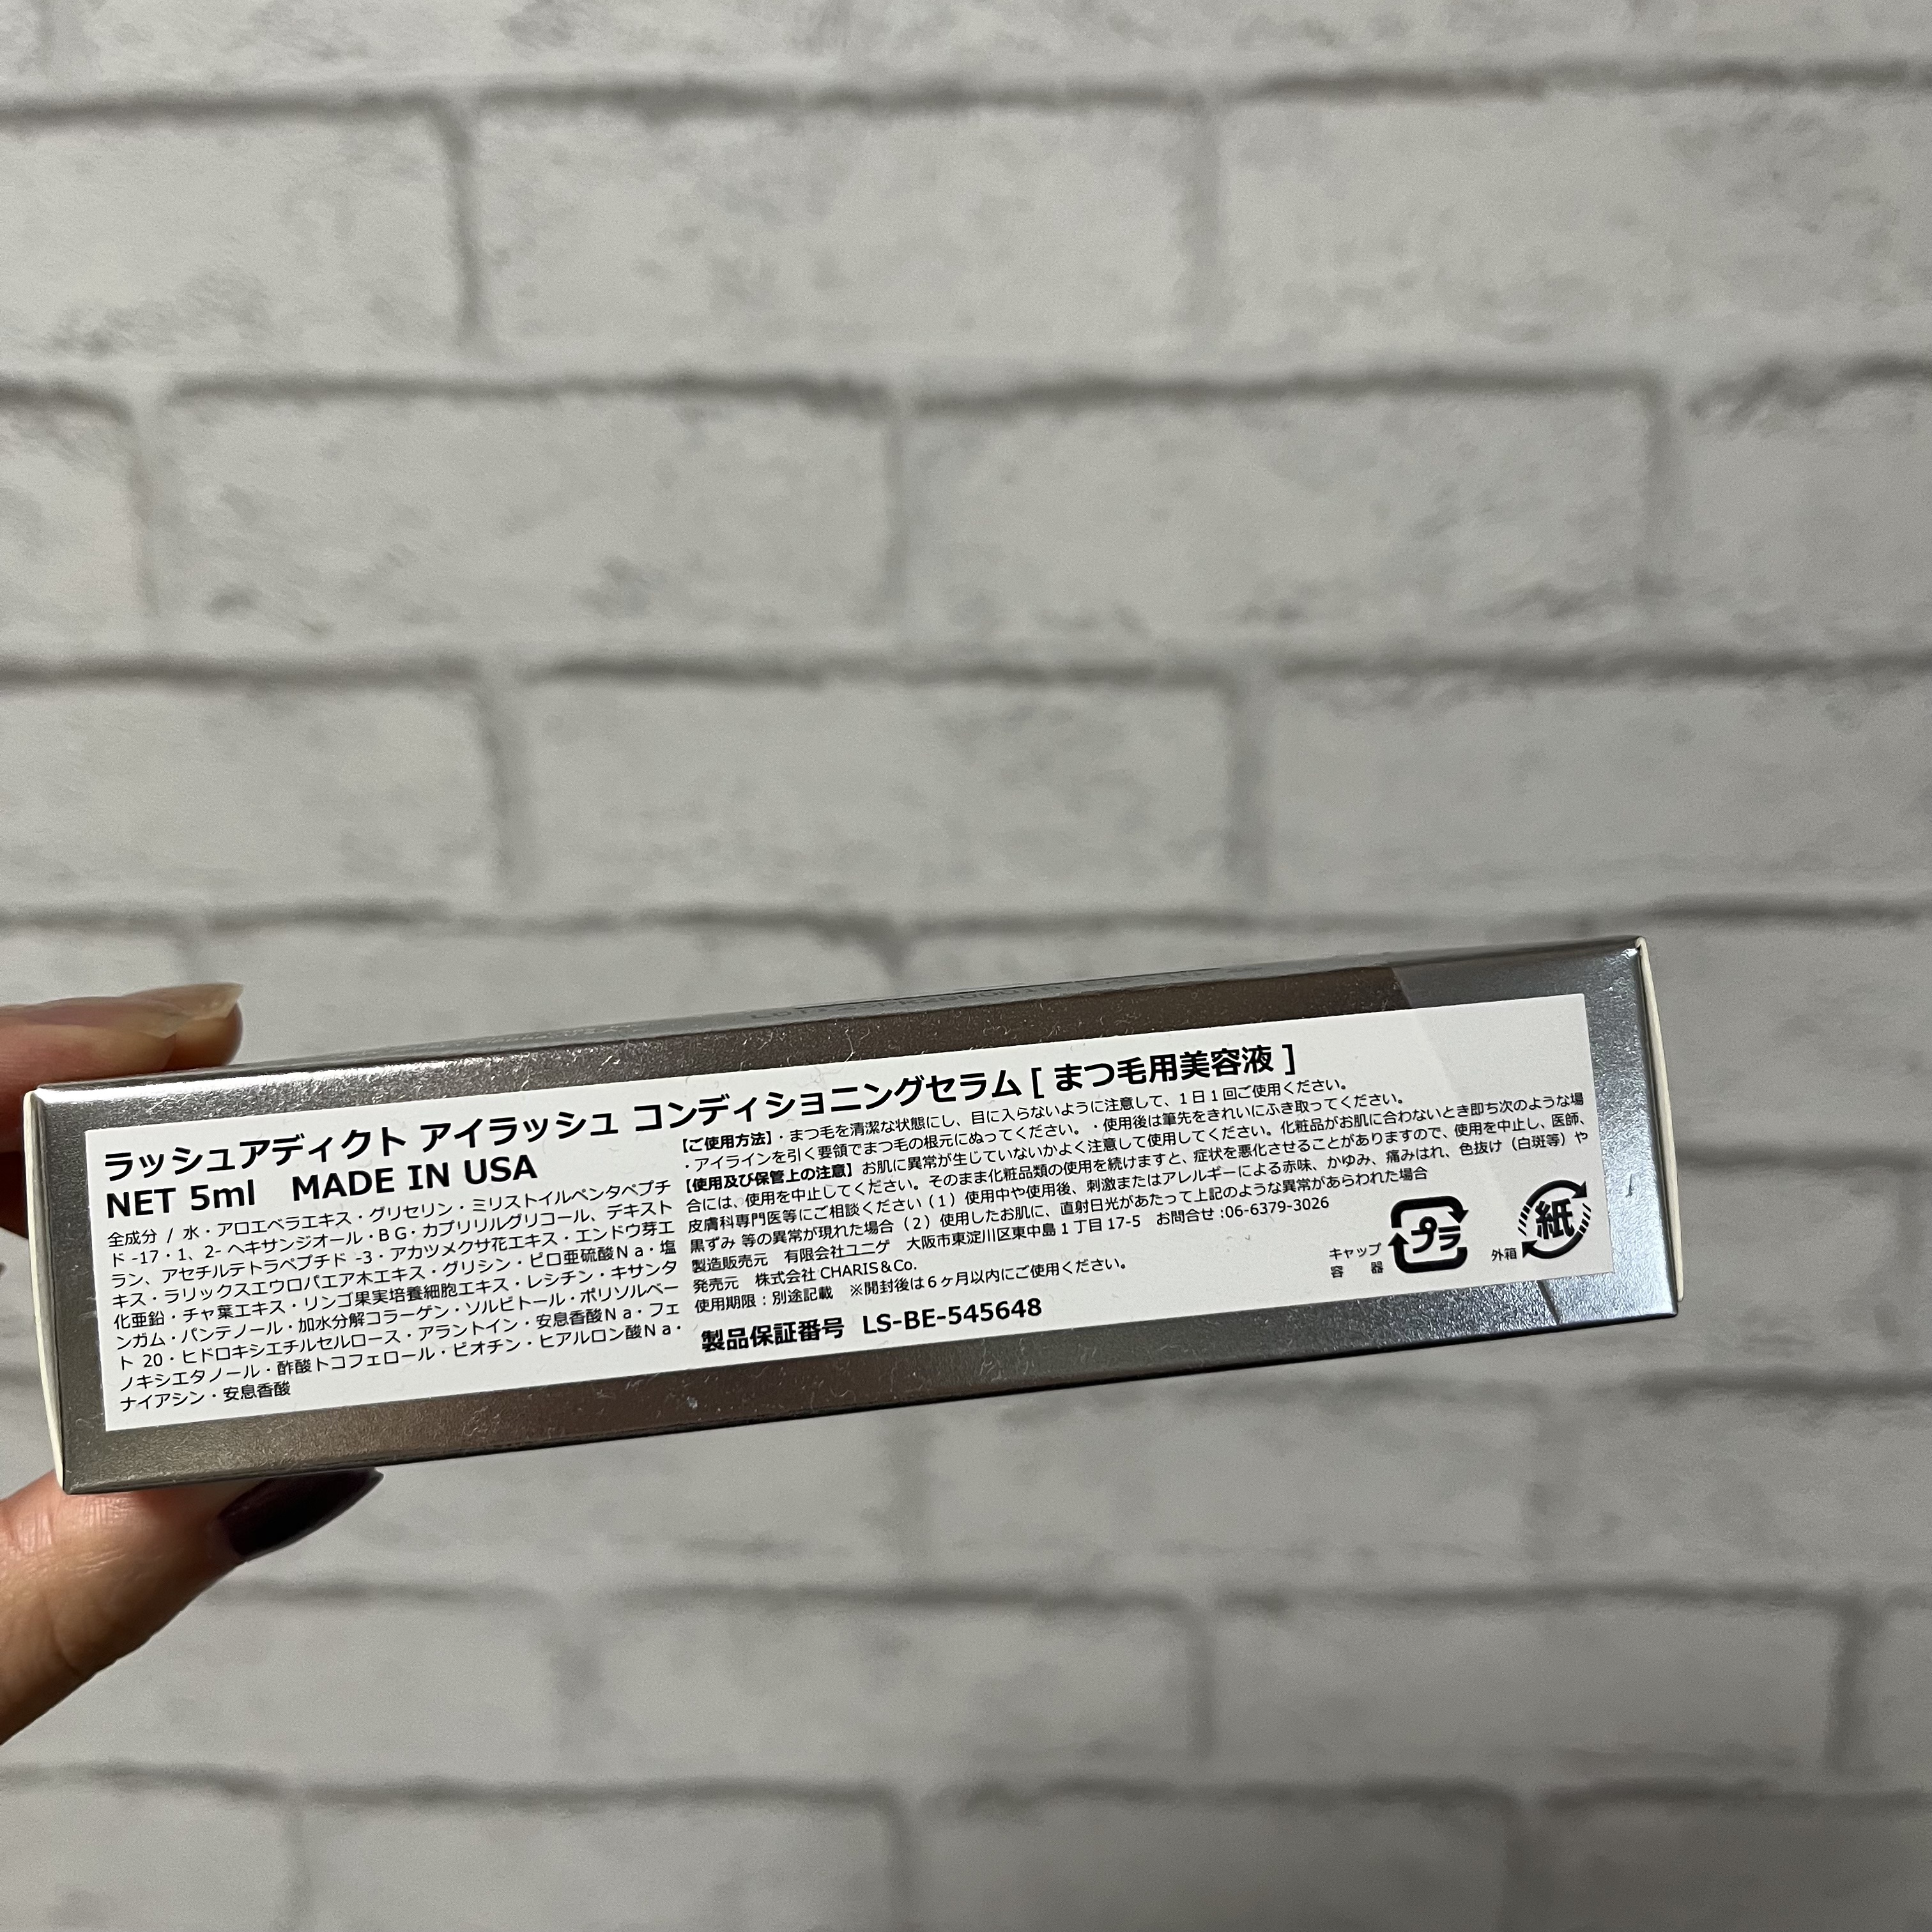 ラッシュアディクト アイラッシュ コンディショニングセラム [ まつ毛用美容液 ]
NET 5ml MADE IN USA
全成分 / 水・アロエベラエキス・グリセリン・ミリストイルペンタペプチ
ド -17・1、2- ヘキサンジオール・BG・カプリリルグリコール、デキスト
ラン、アセチルテトラペプチド -3・アカツメクサ花エキス・エンドウ芽エ
キス・ラリックスエウロパエア木エキス・グリシン・ピロ亜硫酸Na・塩
化亜鉛・チャ葉エキス・リンゴ果実培養細胞エキス・レシチン・キサンタ
ンガム・パンテノール・加水分解コラーゲン・ソルビトール・ポリソルベー
ト 20・ヒドロキシエチルセルロース・アラントイン・安息香酸Na・フェ
ノキシエタノール・酢酸トコフェロール・ビオチン・ヒアルロン酸Na・
ナイアシン・安息香酸
【ご使用方法】・まつ毛を清潔な状態にし、目に入らないように注意して、1日1回ご使用ください。
・アイラインを引く要領でまつ毛の根元にぬってください。・使用後は筆先をきれいにふき取ってください。
【使用及び保管上の注意】お肌に異常が生じていないかよく注意して使用してください。化粧品がお肌に合わないとき即ち次のような場
合には、使用を中止してください。そのまま化粧品類の使用を続けますと、症状を悪化させることがありますので、使用を中止し、医師、
皮膚科専門医等にご相談ください（1）使用中や使用後、刺激またはアレルギーによる赤味、かゆみ、痛みはれ、色抜け（白斑等）や
黒ずみ 等の異常が現れた場合（2）使用したお肌に、直射日光があたって上記のような異常があらわれた場合
製造販売元 有限会社ユニゲ 大阪市東淀川区東中島1丁目17-5 お問合せ:06-6379-3026
発売元 株式会社CHARIS＆Co.
使用期限：別途記載 ※開封後は6ヶ月以内にご使用ください。
製品保証番号 LS-BE-545648
キャップ
容 器
プラ
外箱
紙